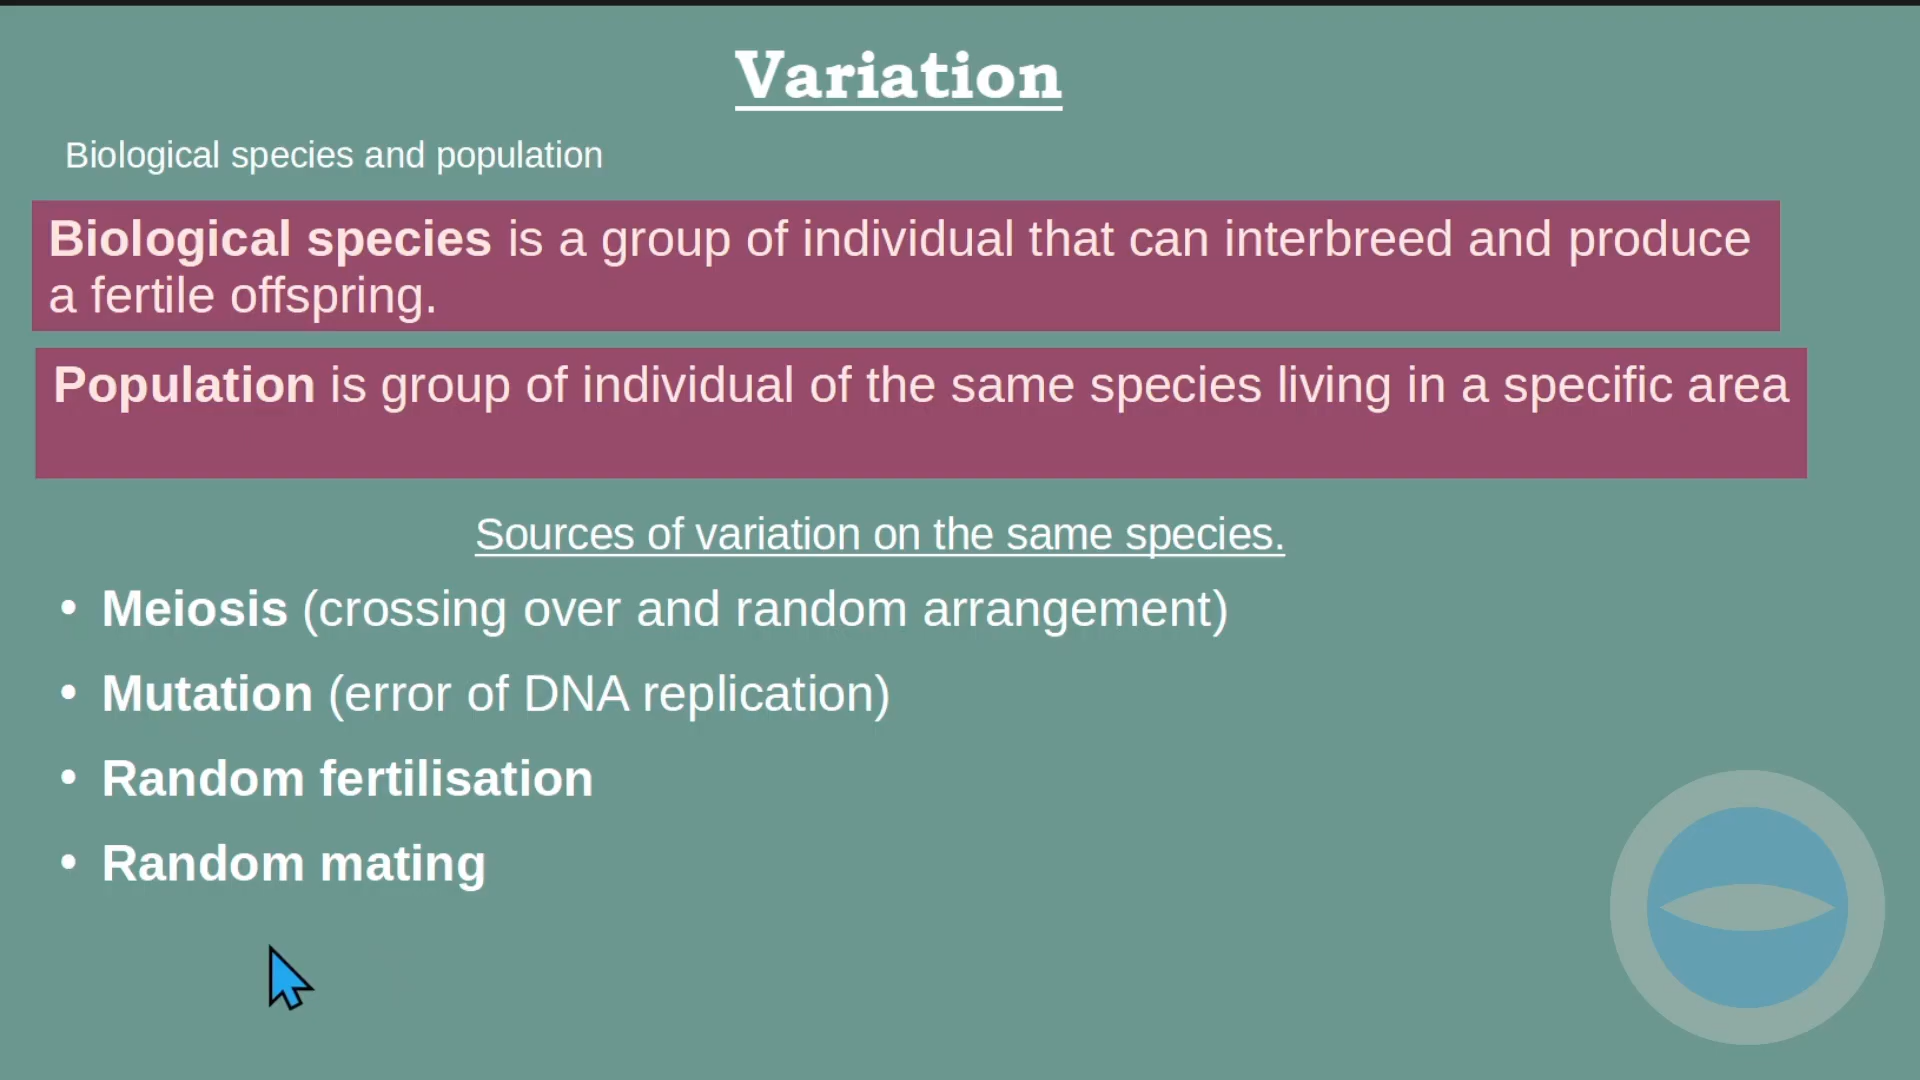 Variation
Biological species and population
Biological species is a group of individual that can interbreed and produce
a fertile offspring.
Population is group of individual of the same species living in a specific area
Sources of variation on the same species.
• Meiosis (crossing over and random arrangement)
• Mutation (error of DNA replication)
• Random fertilisation
• Random mating